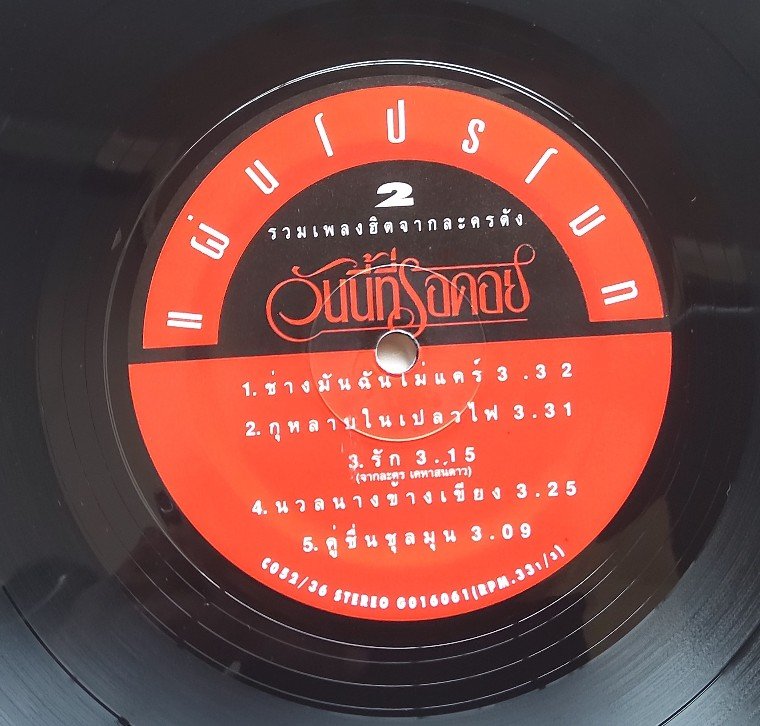 แผ่นโปรโมท
2
รวมเพลงฮิตจากละครดัง
วันนี้ที่รอคอย
1. ช่างมันฉันไม่แคร์ 3.32
2. กุหลาบในเปลวไฟ 3.31
3. รัก 3.15
(จากละคร เคหาสน์ดาว)
4. นวลนางข้างเขียง 3.25
5. คู่ชื่นชุลมุน 3.09
C052/36 STEREO G016061(RPM.331/3)